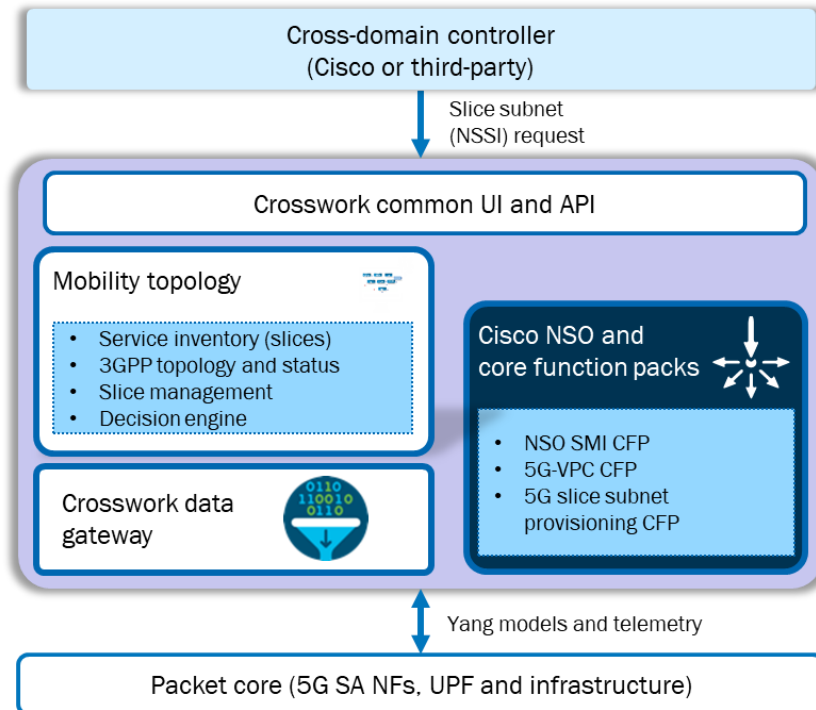 Cross-domain controller
(Cisco or third-party)
Slice subnet
(NSSI) request
Crosswork common UI and API
Mobility topology
• Service inventory (slices)
• 3GPP topology and status
• Slice management
• Decision engine
Cisco NSO and
core function packs
• NSO SMI CFP
• 5G-VPC CFP
• 5G slice subnet
provisioning CFP
Crosswork data
gateway
0110
110010
0110
Yang models and telemetry
Packet core (5G SA NFs, UPF and infrastructure)